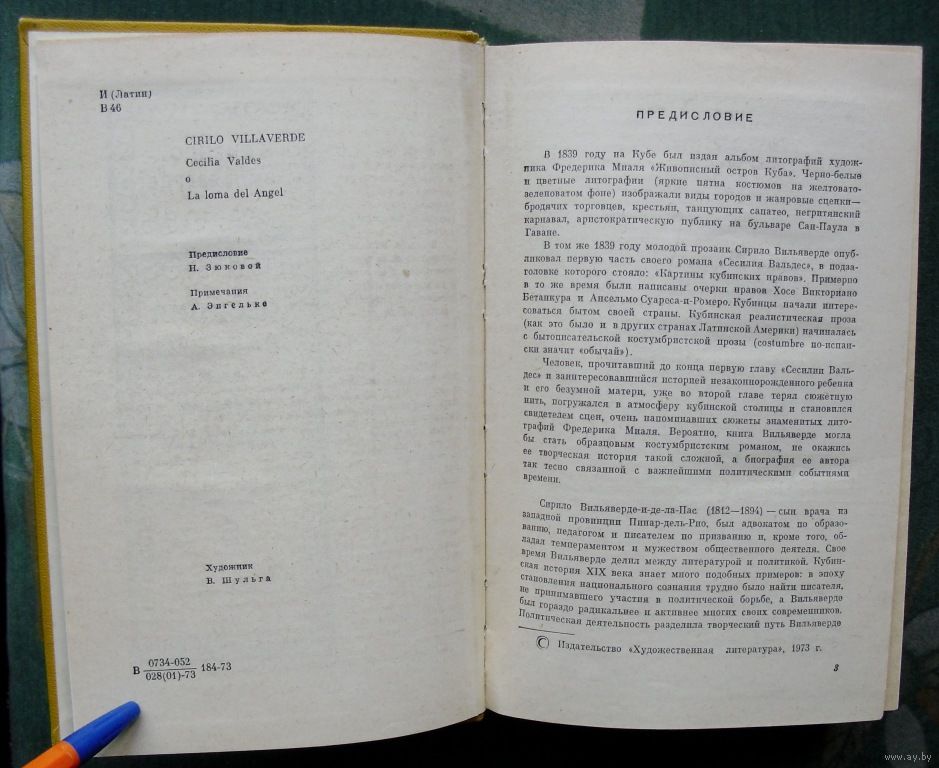 И (Латин)
В 46
CIRILO VILLAVERDE
Cecilia Valdes
o
La loma del Angel
Предисловие
Н. Зюковой
Примечания
А. Энгельке
Художник
В. Шульга
В 0734-052 184-73
028(01)-73
ПРЕДИСЛОВИЕ
В 1839 году на Кубе был издан альбом литографий худож-
ника Фредерика Миаля «Живописный остров Куба». Черно-белые
и цветные литографии (яркие пятна костюмов на желтовато-
зеленоватом фоне) изображали виды городов и жанровые сценки—
бродячих торговцев, крестьян, танцующих сапатео, негритянский
карнавал, аристократическую публику на бульваре Сан-Паула в
Гаване.
В том же 1839 году молодой прозаик Сирило Вильяверде опуб-
ликовал первую часть своего романа «Сесилия Вальдес», в подза-
головке которого стояло: «Картины кубинских нравов». Примерно
в то же время были написаны очерки нравов Хосе Викториано
Бетанкура и Ансельмо Суареса-и-Ромеро. Кубинцы начали интере-
соваться бытом своей страны. Кубинская реалистическая проза
(как это было и в других странах Латинской Америки) начиналась
с бытописательской костумбристской прозы (costumbre по-испан-
ски значит «обычай»).
Человек, прочитавший до конца первую главу «Сесилии Валь-
дес» и заинтересовавшийся историей незаконнорожденного ребенка
и его безумной матери, уже во второй главе терял сюжетную
нить, погружался в атмосферу кубинской столицы и становился
свидетелем сцен, очень напоминавших сюжеты знаменитых лито-
графий Фредерика Миаля. Вероятно, книга Вильяверде могла
бы стать образцовым костумбристским романом, не окажись
ее творческая история такой сложной, а биография ее автора
так тесно связанной с важнейшими политическими событиями
времени.
Сирило Вильяверде-и-де-ла-Пас (1812—1894) — сын врача из
западной провинции Пинар-дель-Рио, был адвокатом по образо-
ванию, педагогом и писателем по призванию и, кроме того, об-
ладал темпераментом и мужеством общественного деятеля. Свое
время Вильяверде делил между литературой и политикой. Кубин-
ская история XIX века знает много подобных примеров: в эпоху
становления национального сознания трудно было найти писателя,
не принимавшего участия в политической борьбе, а Вильяверде
был гораздо радикальнее и активнее многих своих современников.
Политическая деятельность разделила творческий путь Вильяверде
© Издательство «Художественная литература», 1973 г.
3
www.ay.by